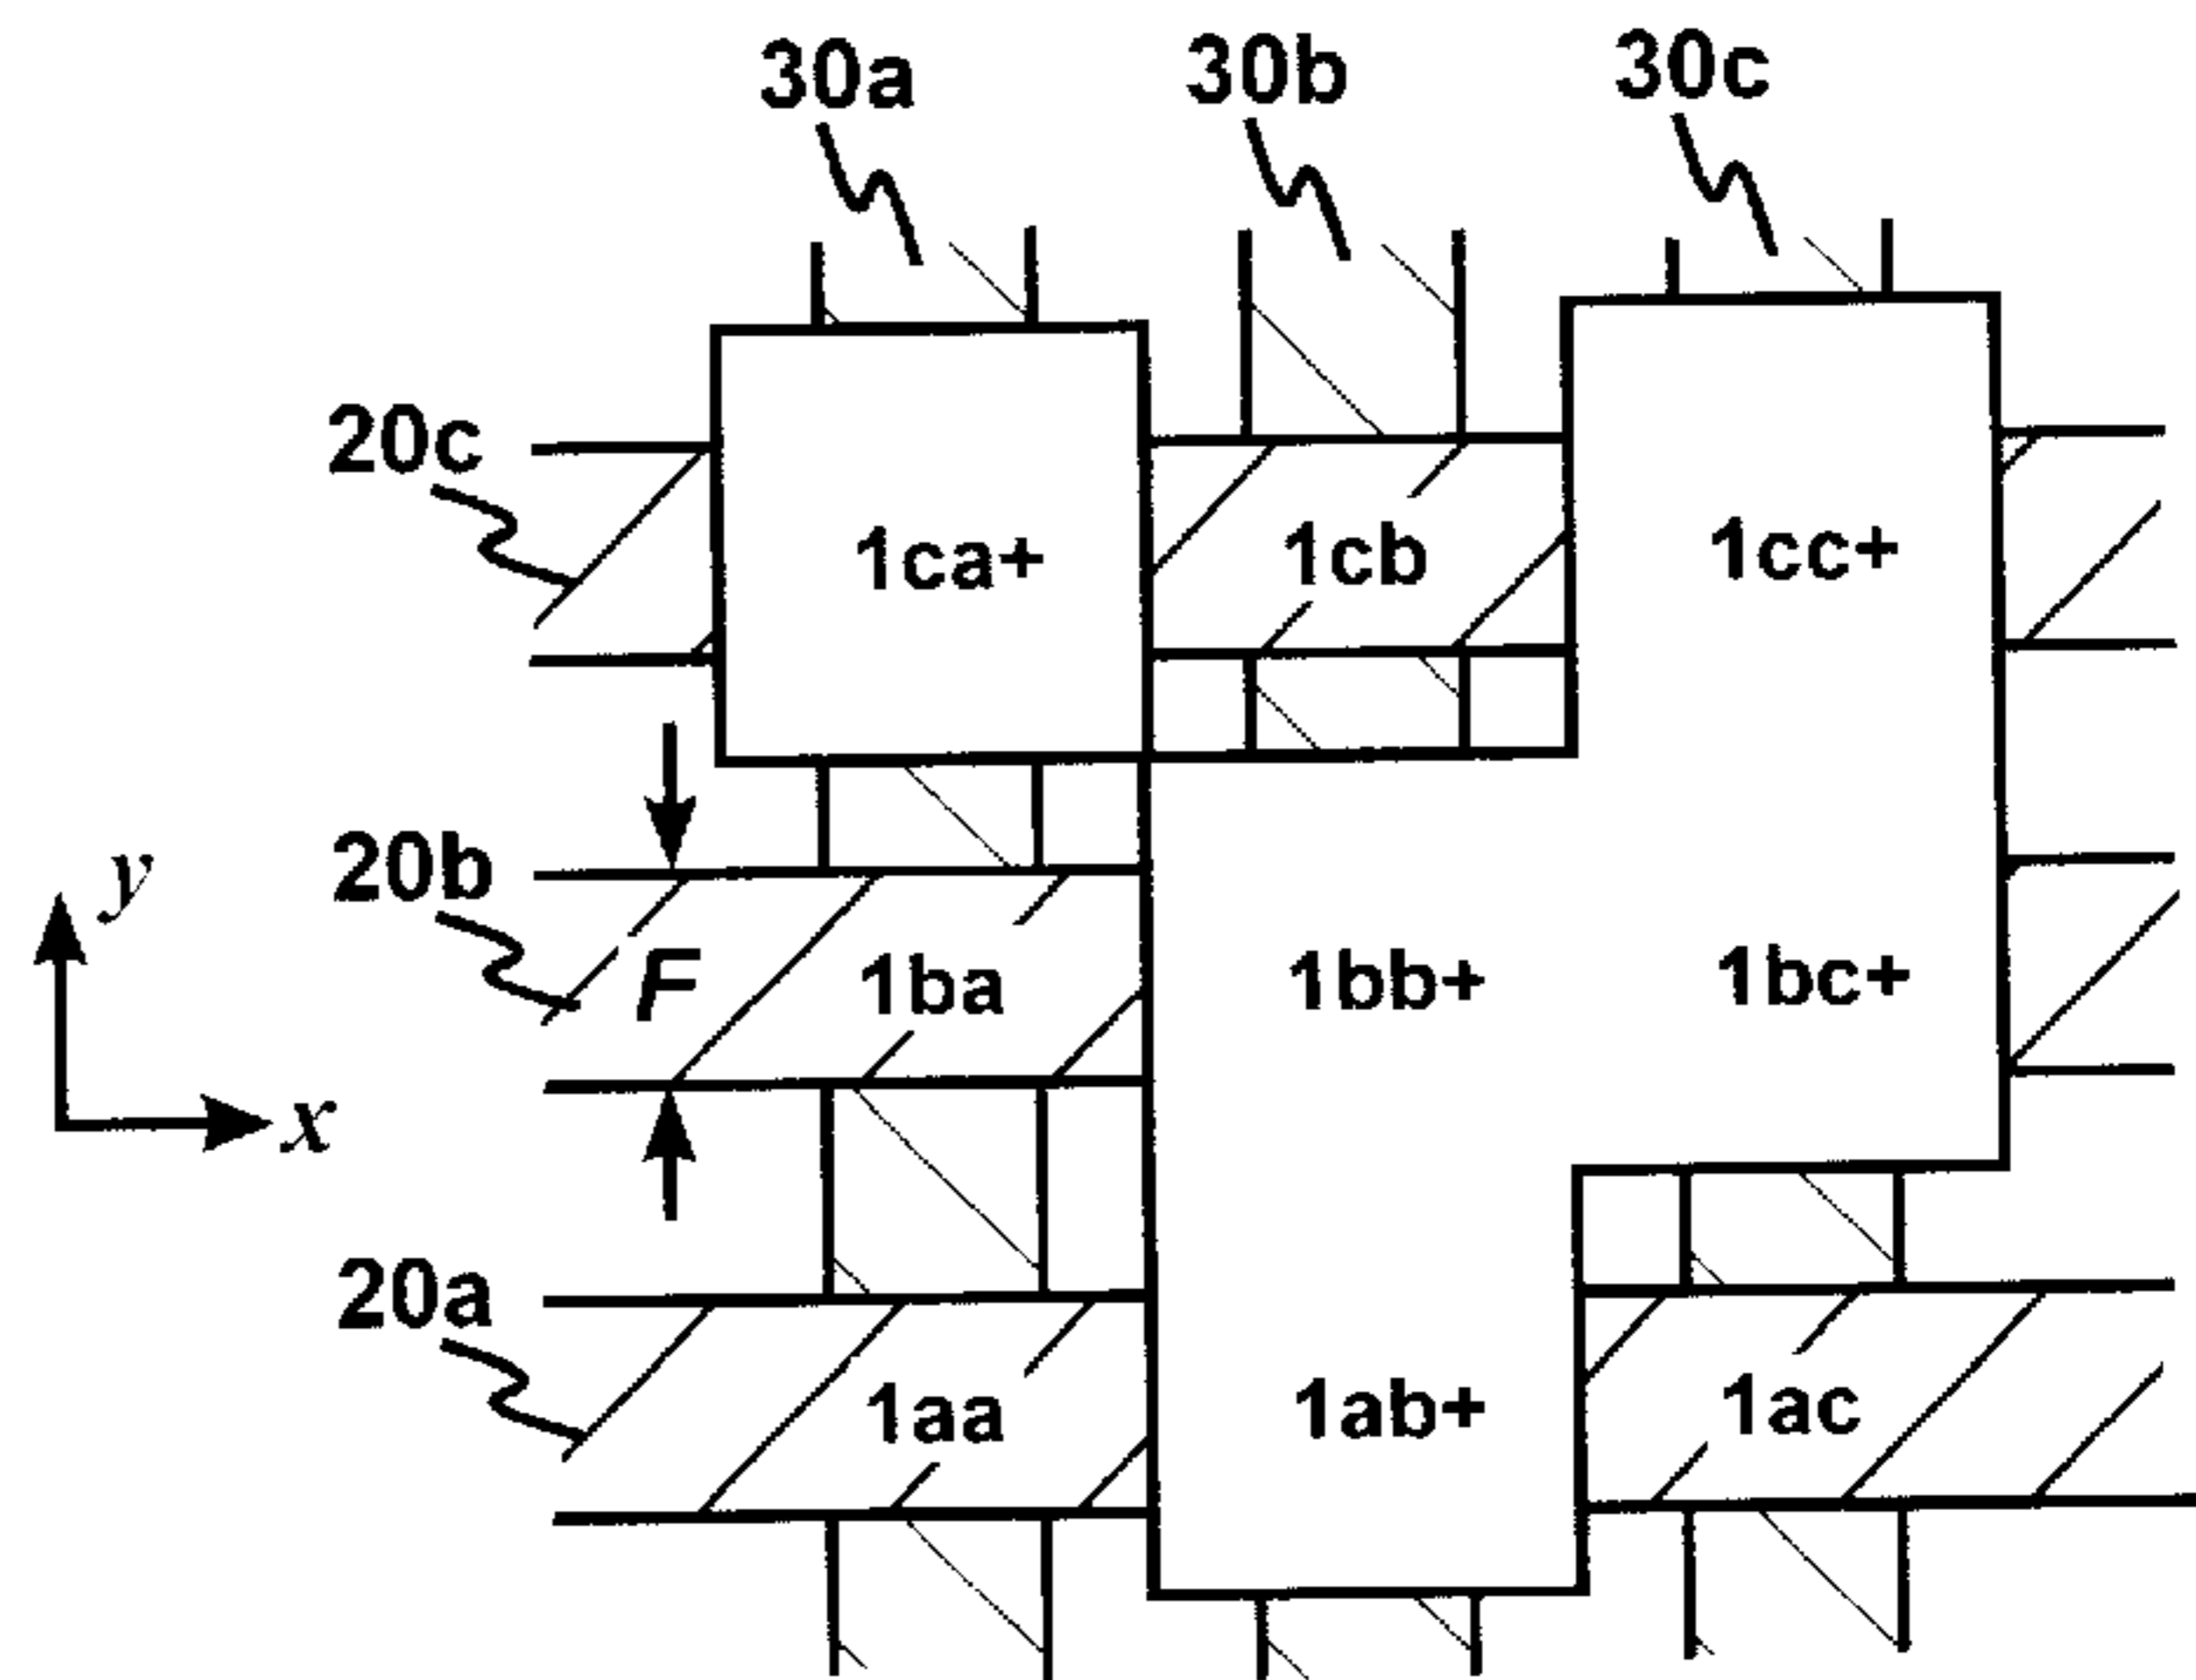 30a 30b 30c
20c 1ca+ 1cb 1cc+
y
20b F 1ba 1bb+ 1bc+
x
20a 1aa 1ab+ 1ac